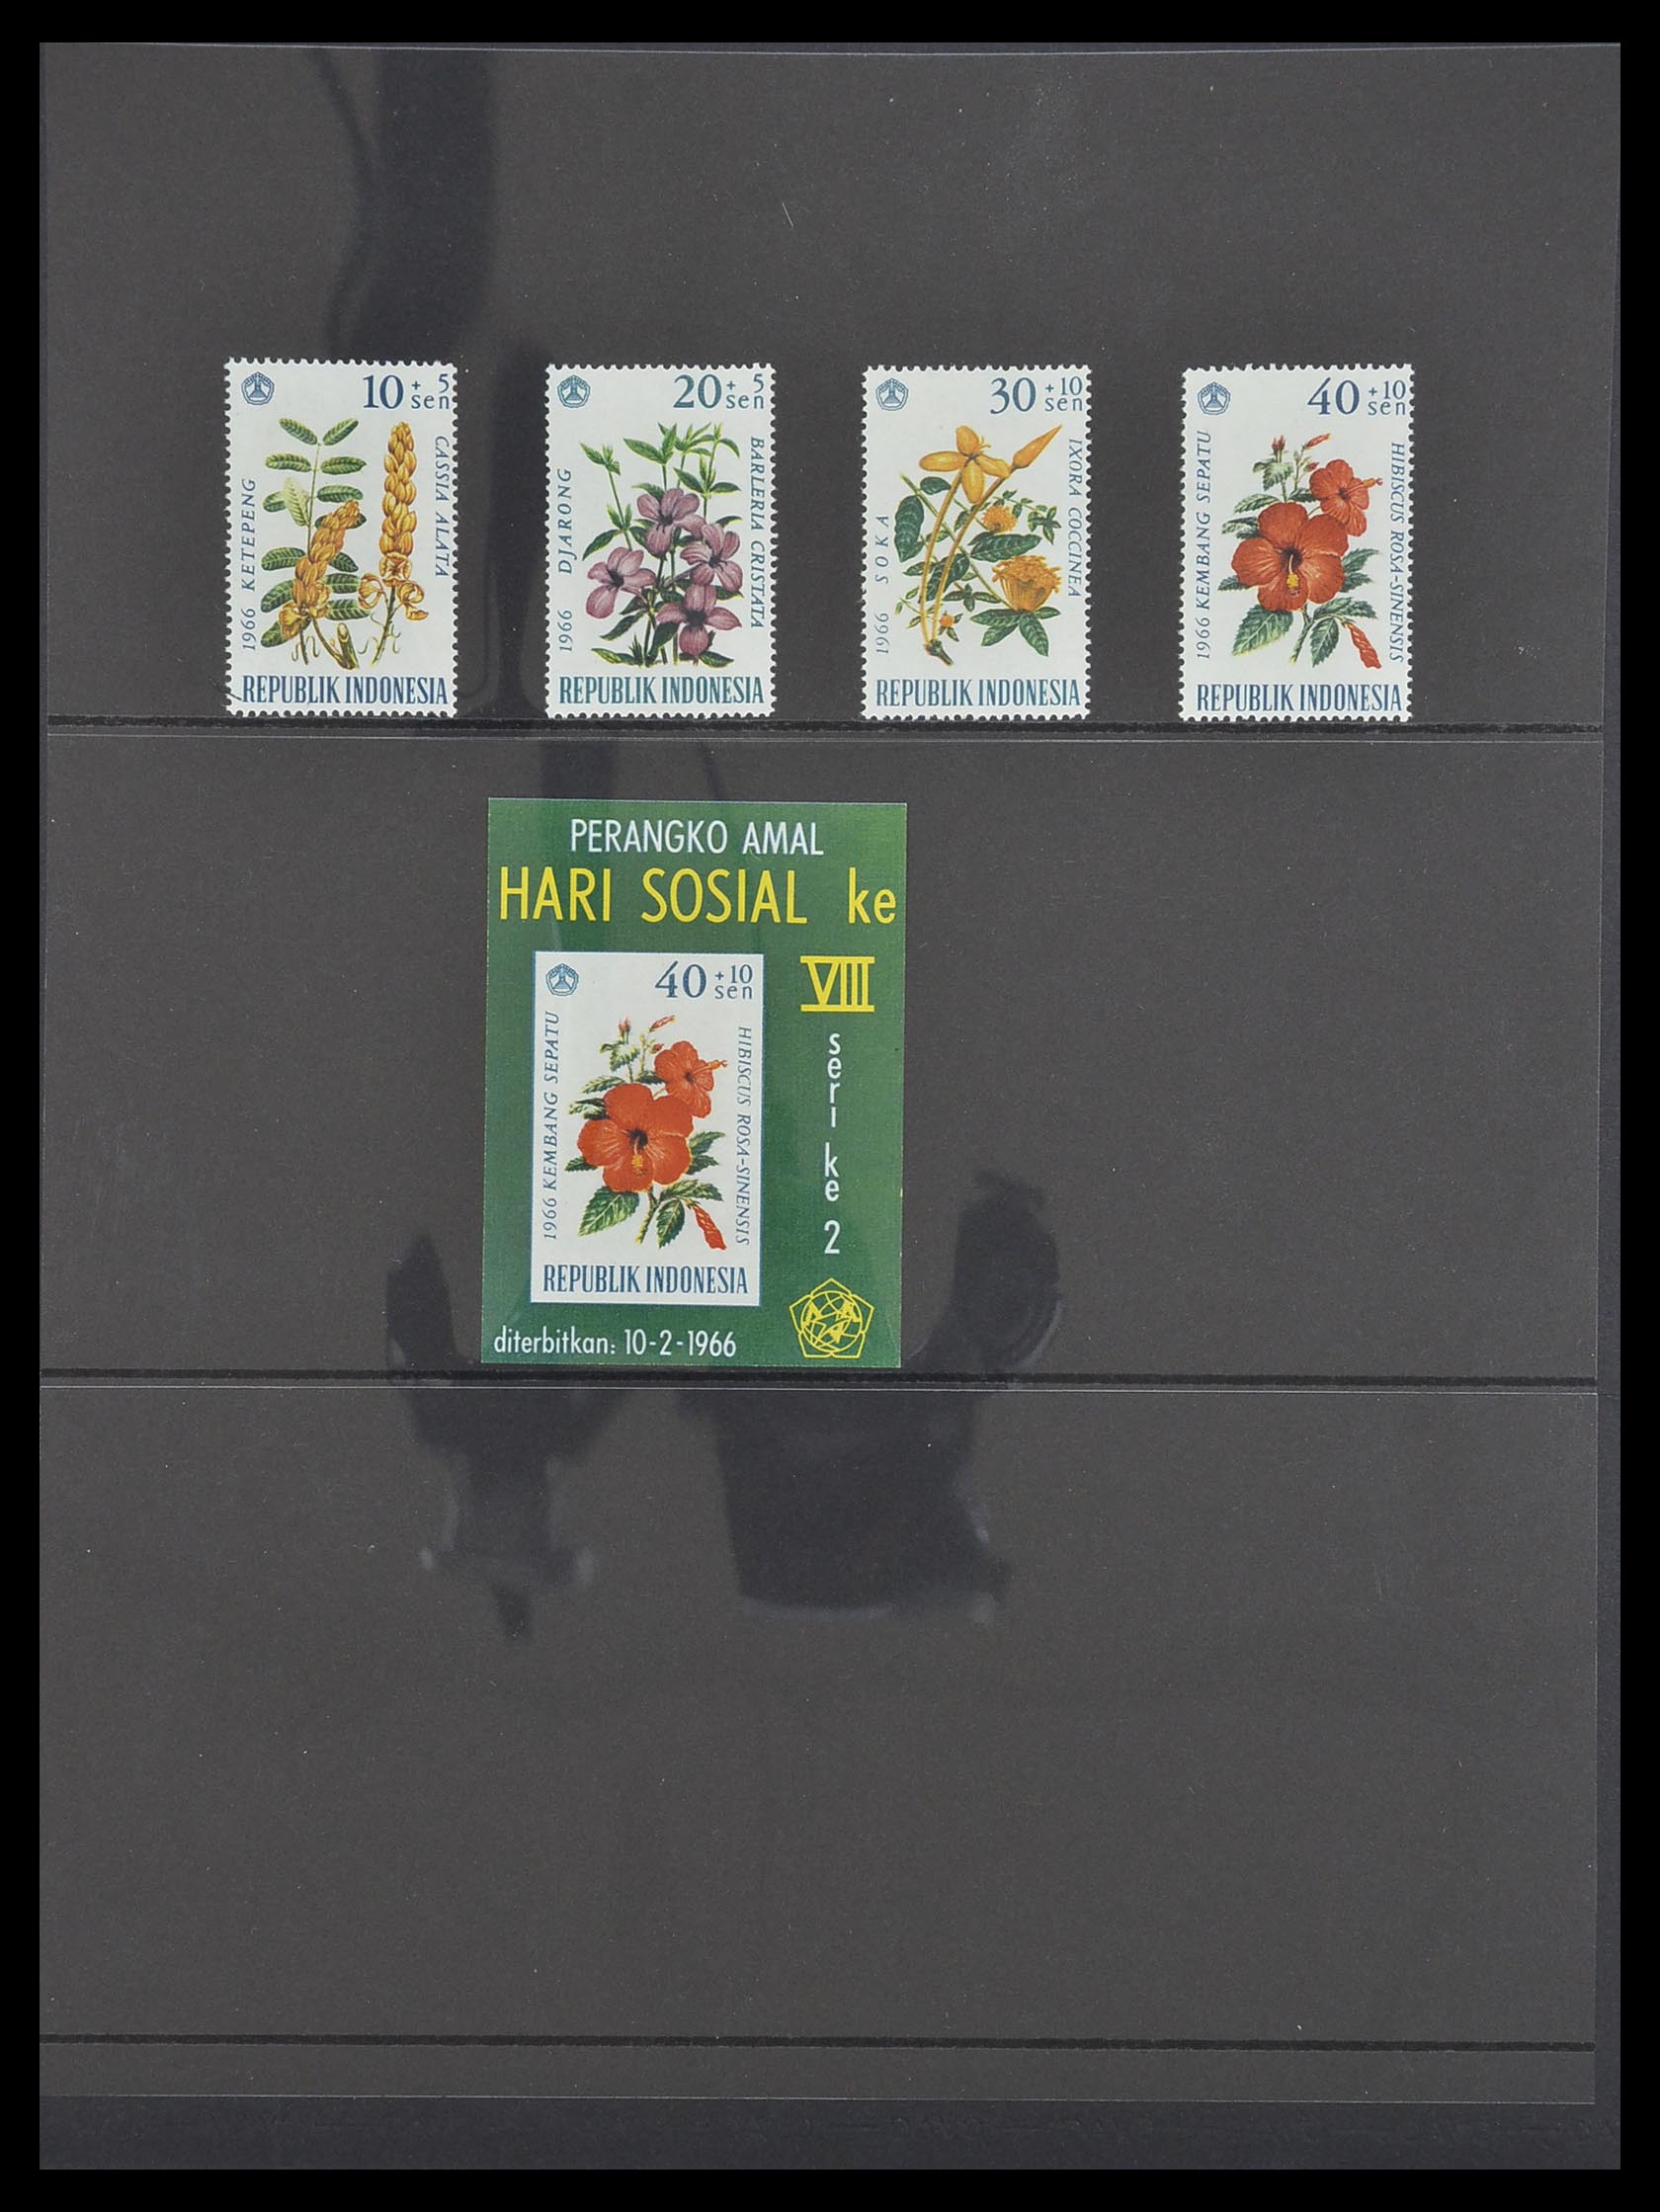 10 + 5 sen
1966 KETEPENG
CASSIA ALATA
REPUBLIK INDONESIA
20 + 5 sen
1966 DJARONG
BARLERIA CRISTATA
REPUBLIK INDONESIA
30 + 10 sen
1966 SOKA
IXORA COCCINEA
REPUBLIK INDONESIA
40 + 10 sen
1966 KEMBANG SEPATU
HIBISCUS ROSA-SINENSIS
REPUBLIK INDONESIA
PERANGKO AMAL
HARI SOSIAL ke
VIII
seri ke 2
40 + 10 sen
1966 KEMBANG SEPATU
HIBISCUS ROSA-SINENSIS
REPUBLIK INDONESIA
diterbitkan: 10-2-1966